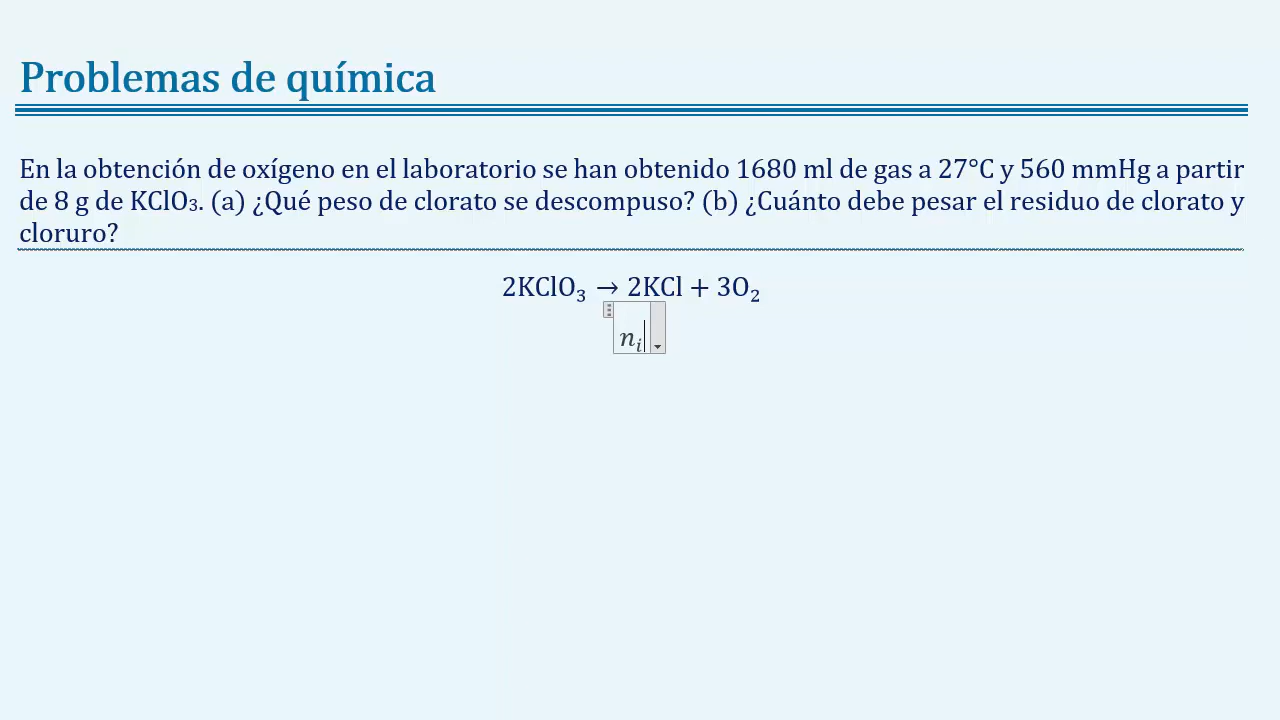 Problemas de química
En la obtención de oxígeno en el laboratorio se han obtenido 1680 ml de gas a 27°C y 560 mmHg a partir
de 8 g de KClO₃. (a) ¿Qué peso de clorato se descompuso? (b) ¿Cuánto debe pesar el residuo de clorato y
cloruro?
2KClO₃ → 2KCl + 3O₂
nᵢ